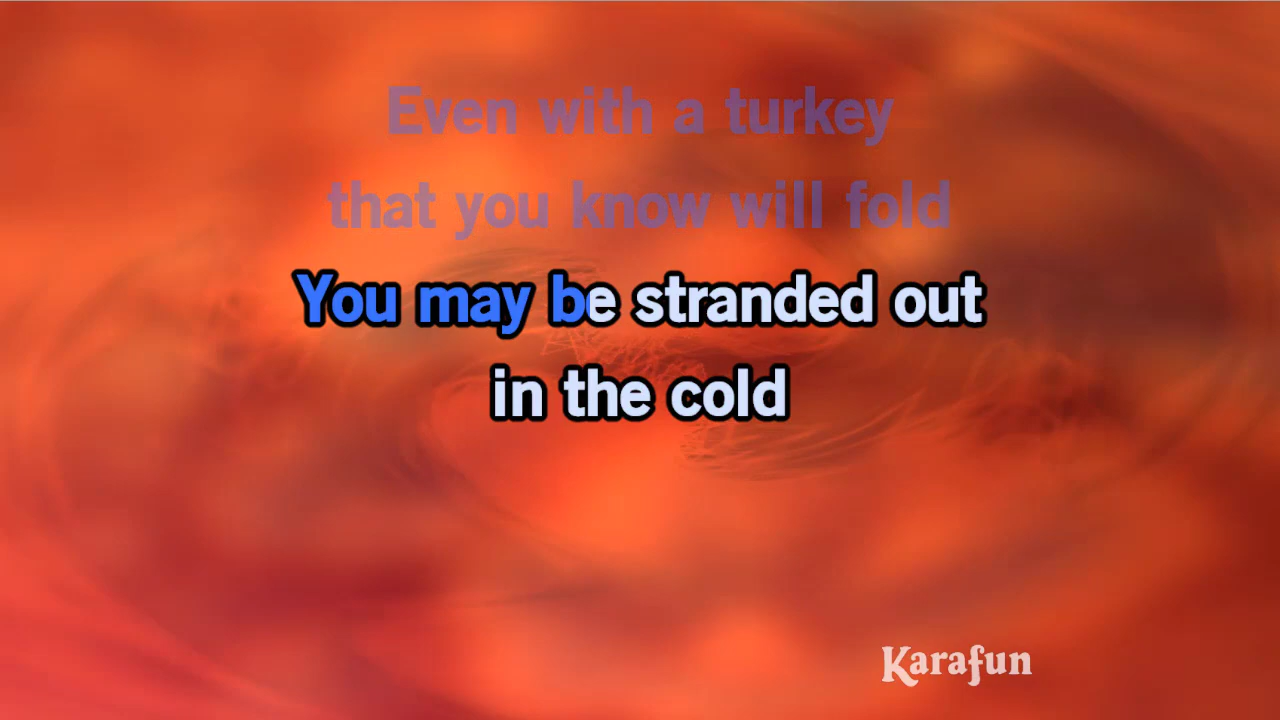 Even with a turkey
that you know will fold
You may be stranded out
in the cold
Karafun